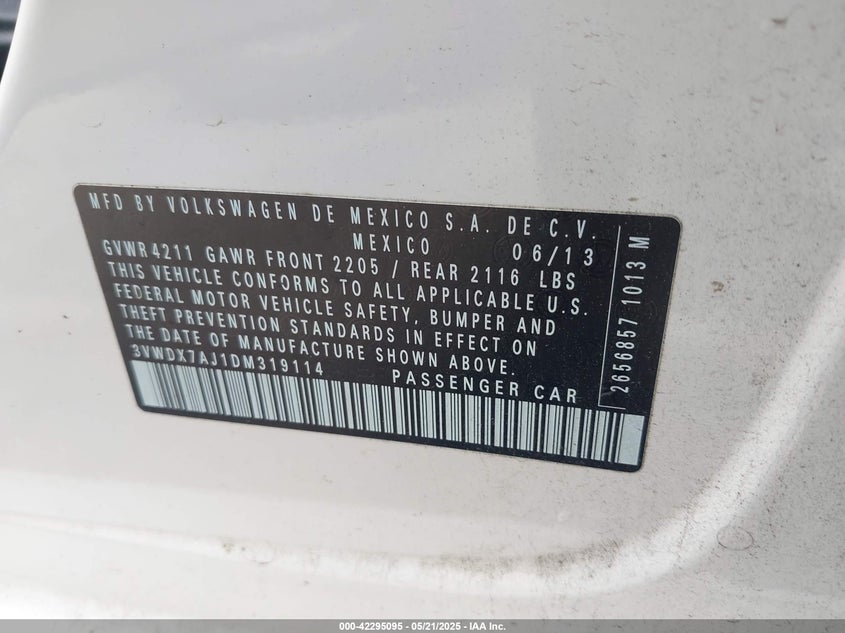 MFD BY VOLKSWAGEN DE MEXICO S.A. DE C.V.
MEXICO 06/13
GVWR4211 GAWR FRONT 2205 / REAR 2116 LBS
THIS VEHICLE CONFORMS TO ALL APPLICABLE U.S.
FEDERAL MOTOR VEHICLE SAFETY, BUMPER AND
THEFT PREVENTION STANDARDS IN EFFECT ON
THE DATE OF MANUFACTURE SHOWN ABOVE.
3VWDX7AJ1DM319114 PASSENGER CAR
2656857 1013 M
000-42295095 - 05/21/2025 - IAA Inc.